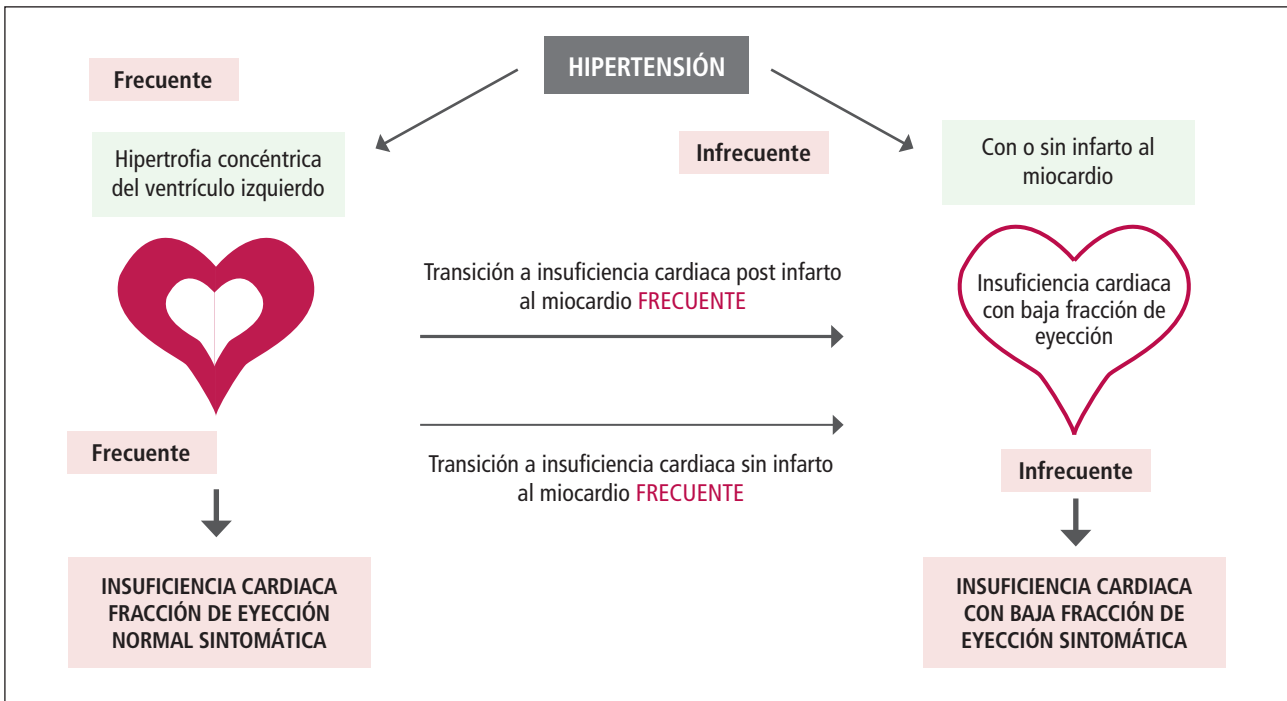 HIPERTENSIÓN
Frecuente
Hipertrofia concéntrica
del ventrículo izquierdo
Infrecuente
Con o sin infarto al
miocardio
Transición a insuficiencia cardiaca post infarto
al miocardio FRECUENTE
Insuficiencia cardiaca
con baja fracción de
eyección
Transición a insuficiencia cardiaca sin infarto
al miocardio FRECUENTE
Frecuente
Infrecuente
INSUFICIENCIA CARDIACA
FRACCIÓN DE EYECCIÓN
NORMAL SINTOMÁTICA
INSUFICIENCIA CARDIACA
CON BAJA FRACCIÓN DE
EYECCIÓN SINTOMÁTICA